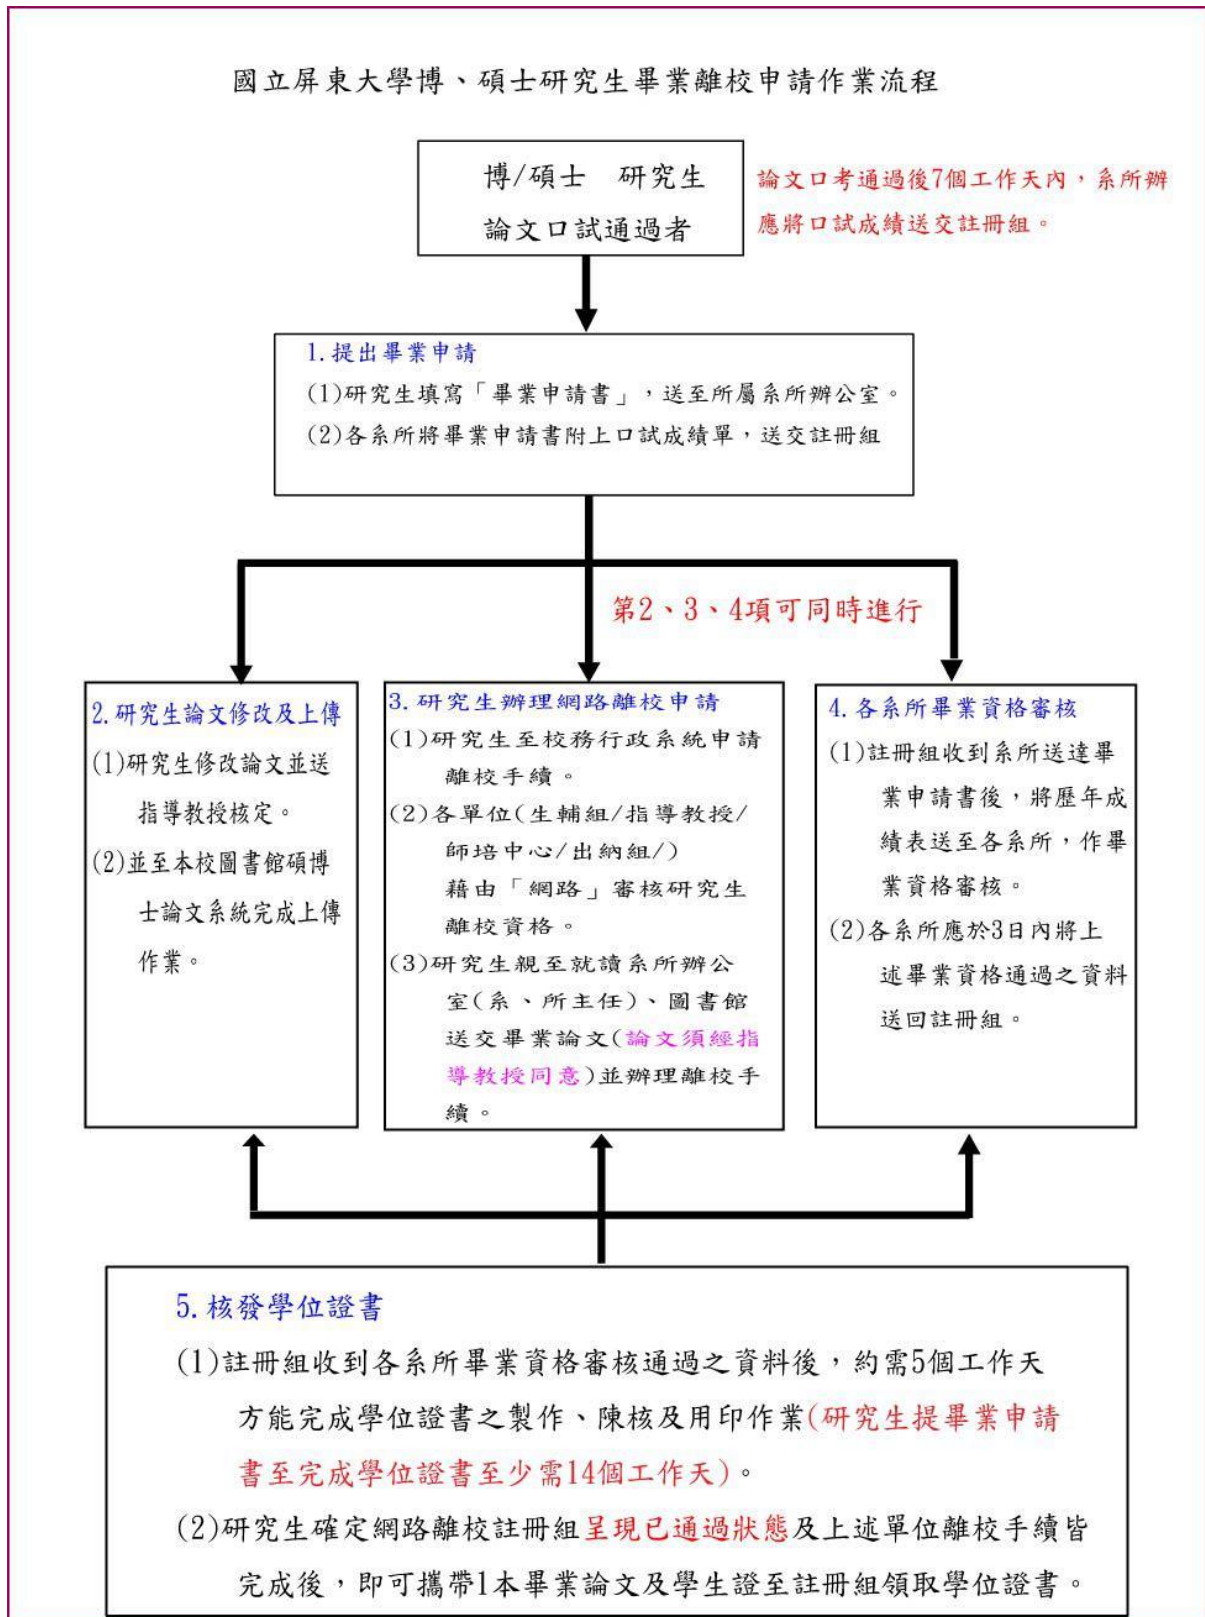 國立屏東大學博、碩士研究生畢業離校申請作業流程
博/碩士　研究生
論文口試通過者
論文口考通過後7個工作天內，系所辦
應將口試成績送交註冊組。
1.提出畢業申請
(1)研究生填寫「畢業申請書」，送至所屬系所辦公室。
(2)各系所將畢業申請書附上口試成績單，送交註冊組
第2、3、4項可同時進行
2.研究生論文修改及上傳
(1)研究生修改論文並送
指導教授核定。
(2)並至本校圖書館碩博
士論文系統完成上傳
作業。
3.研究生辦理網路離校申請
(1)研究生至校務行政系統申請
離校手續。
(2)各單位(生輔組/指導教授/
師培中心/出納組/)
藉由「網路」審核研究生
離校資格。
(3)研究生親至就讀系所辦公
室(系、所主任)、圖書館
送交畢業論文(論文須經指
導教授同意)並辦理離校手
續。
4.各系所畢業資格審核
(1)註冊組收到系所送達畢
業申請書後，將歷年成
績表送至各系所，作畢
業資格審核。
(2)各系所應於3日內將上
述畢業資格通過之資料
送回註冊組。
5.核發學位證書
(1)註冊組收到各系所畢業資格審核通過之資料後，約需5個工作天
方能完成學位證書之製作、陳核及用印作業(研究生提畢業申請
書至完成學位證書至少需14個工作天)。
(2)研究生確定網路離校註冊組呈現已通過狀態及上述單位離校手續皆
完成後，即可攜帶1本畢業論文及學生證至註冊組領取學位證書。